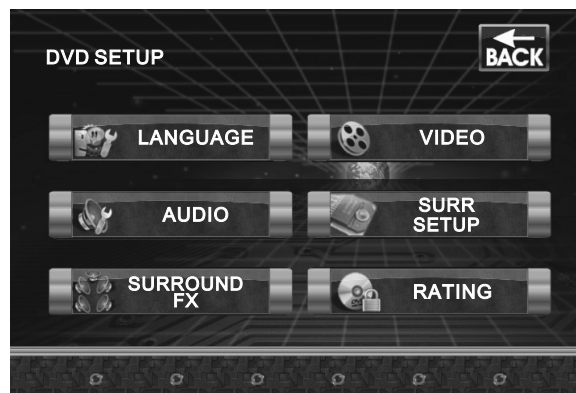 DVD SETUP
BACK
LANGUAGE
VIDEO
AUDIO
SURR
SETUP
SURROUND
FX
RATING